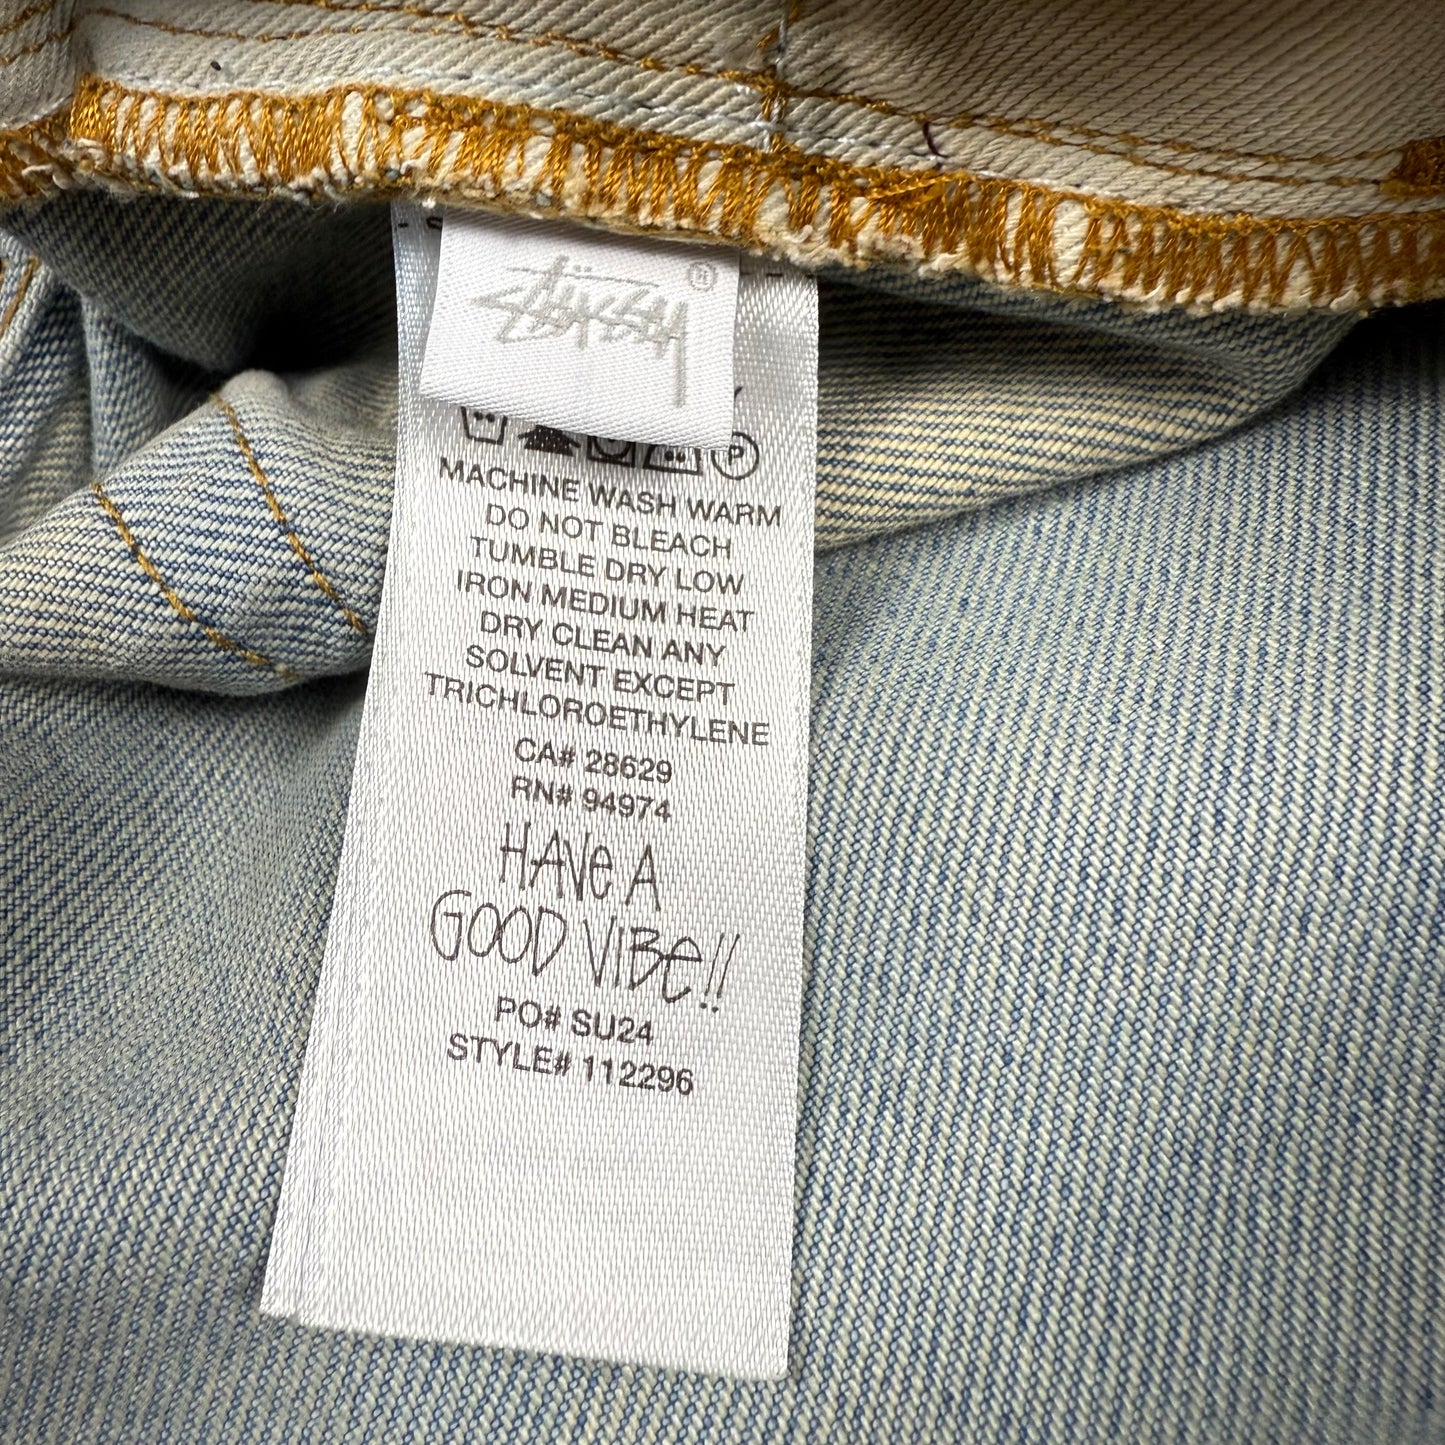 Stüssy ®
P
MACHINE WASH WARM
DO NOT BLEACH
TUMBLE DRY LOW
IRON MEDIUM HEAT
DRY CLEAN ANY
SOLVENT EXCEPT
TRICHLOROETHYLENE
CA# 28629
RN# 94974
HAVe A
GOOD VIBe!!
PO# SU24
STYLE# 112296